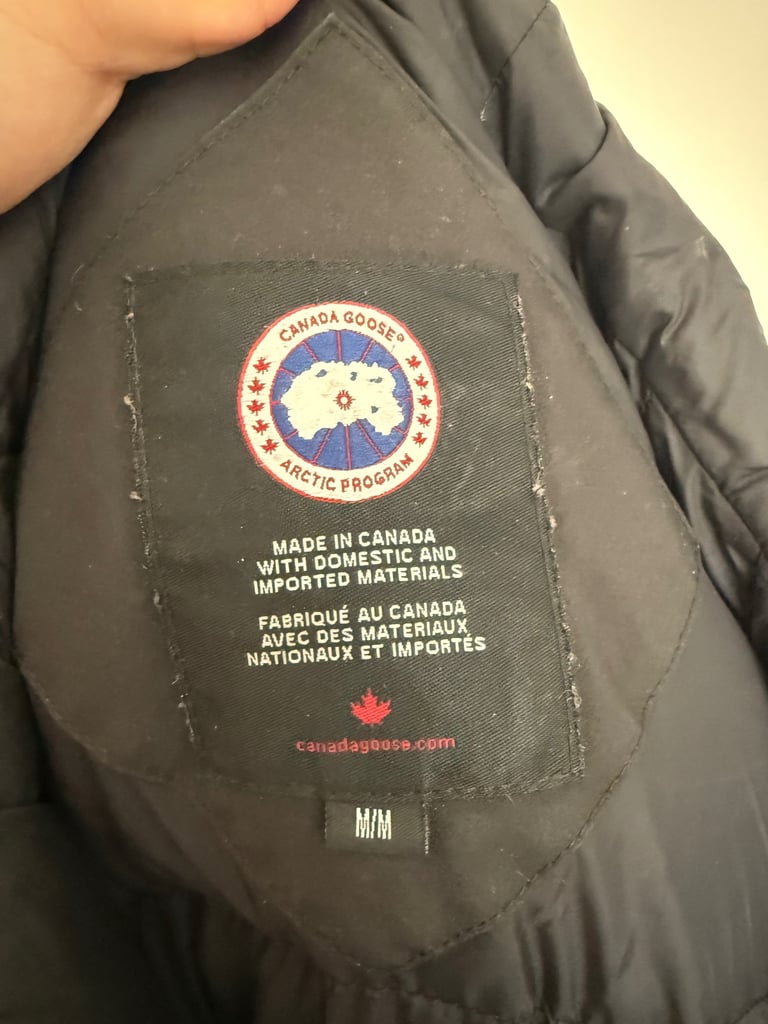 CANADA GOOSE®
ARCTIC PROGRAM
MADE IN CANADA
WITH DOMESTIC AND
IMPORTED MATERIALS
FABRIQUÉ AU CANADA
AVEC DES MATERIAUX
NATIONAUX ET IMPORTÉS
canadagoose.com
M/M